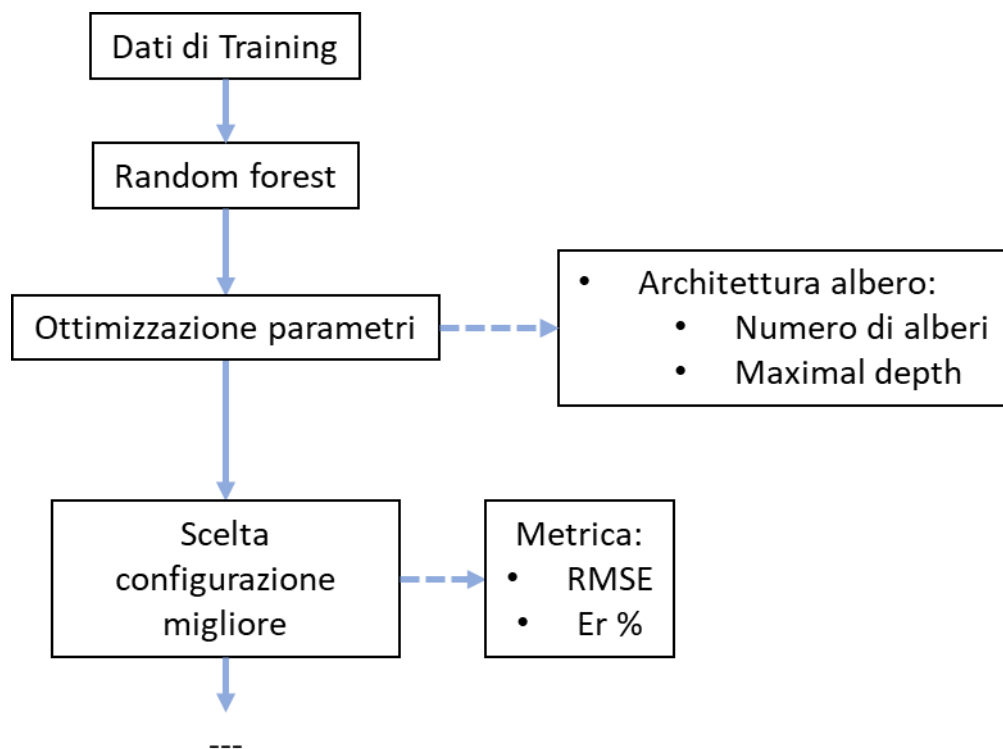 Dati di Training
Random forest
Ottimizzazione parametri
• Architettura albero:
• Numero di alberi
• Maximal depth
Scelta
configurazione
migliore
Metrica:
• RMSE
• Er %
---